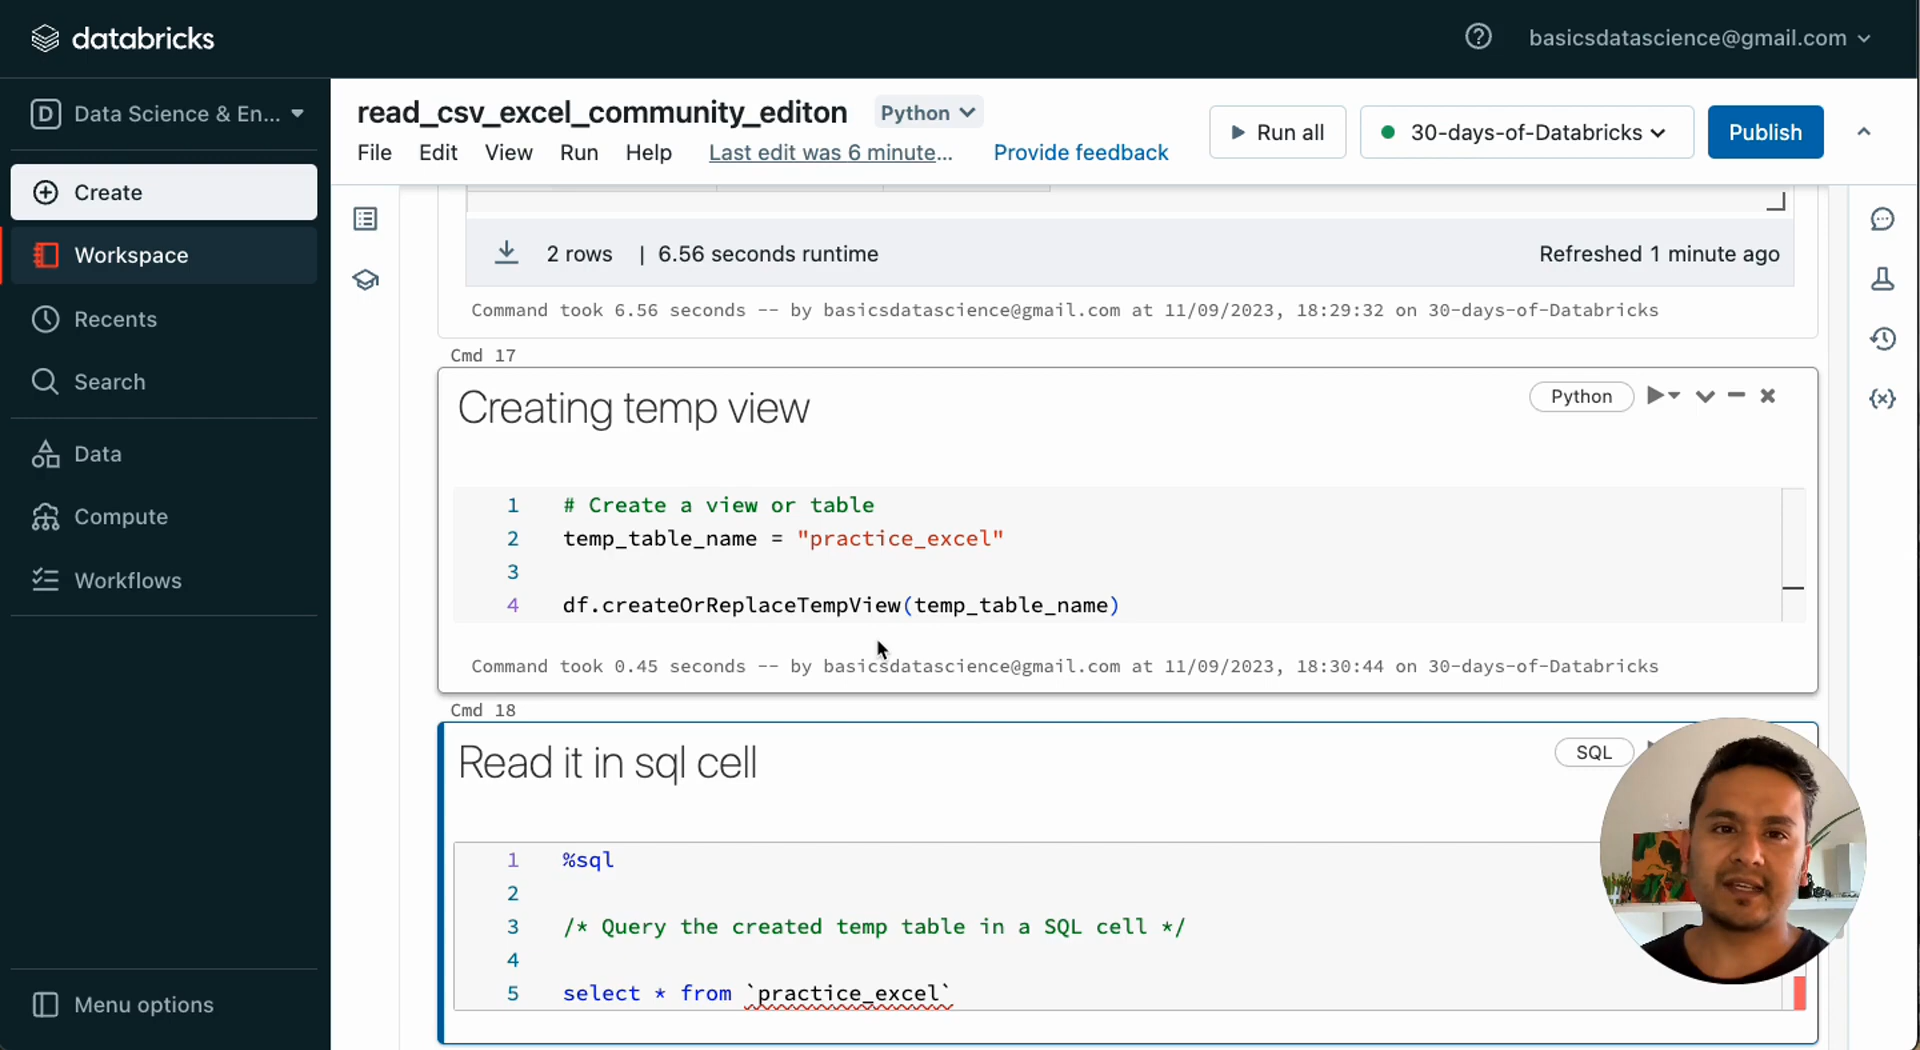 databricks
basicsdatascience@gmail.com
D Data Science & En...
Create
Workspace
Recents
Search
Data
Compute
Workflows
Menu options
read_csv_excel_community_editon Python
File Edit View Run Help Last edit was 6 minute... Provide feedback
Run all 30-days-of-Databricks Publish
2 rows | 6.56 seconds runtime Refreshed 1 minute ago
Command took 6.56 seconds -- by basicsdatascience@gmail.com at 11/09/2023, 18:29:32 on 30-days-of-Databricks
Cmd 17
Creating temp view
Python
1 # Create a view or table
2 temp_table_name = "practice_excel"
3
4 df.createOrReplaceTempView(temp_table_name)
Command took 0.45 seconds -- by basicsdatascience@gmail.com at 11/09/2023, 18:30:44 on 30-days-of-Databricks
Cmd 18
Read it in sql cell
SQL
1 %sql
2
3 /* Query the created temp table in a SQL cell */
4
5 select * from `practice_excel`